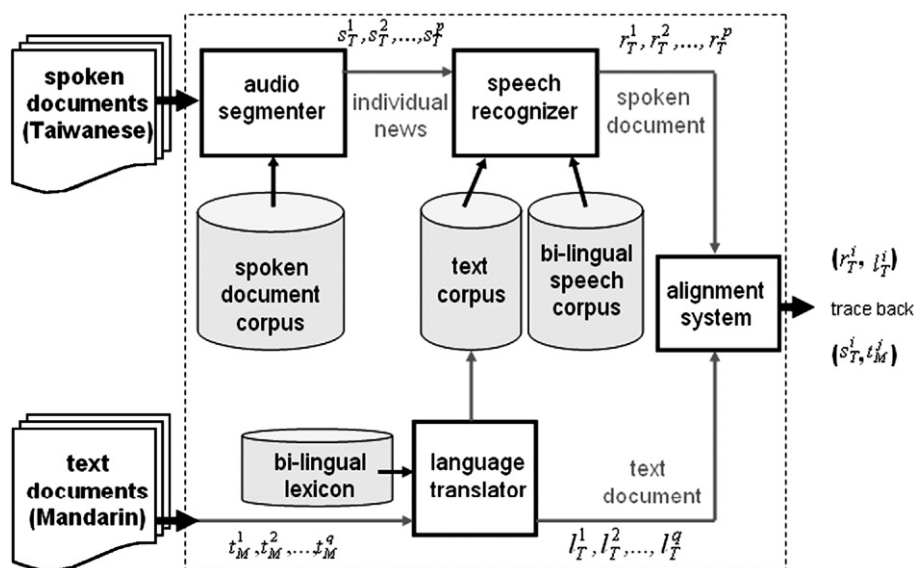 spoken
documents
(Taiwanese)
audio
segmenter
s_T^1, s_T^2, ..., s_T^p
individual
news
speech
recognizer
r_T^1, r_T^2, ..., r_T^p
spoken
document
spoken
document
corpus
text
corpus
bi-lingual
speech
corpus
alignment
system
(r_T^i, l_T^j)
trace back
(s_T^i, t_M^j)
text
documents
(Mandarin)
bi-lingual
lexicon
language
translator
text
document
t_M^1, t_M^2, ..., t_M^q
l_T^1, l_T^2, ..., l_T^q